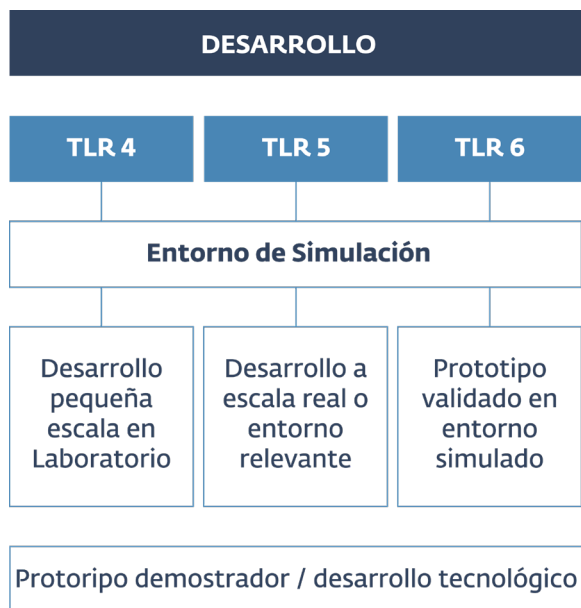 DESARROLLO
TLR 4
TLR 5
TLR 6
Entorno de Simulación
Desarrollo
pequeña
escala en
Laboratorio
Desarrollo a
escala real o
entorno
relevante
Prototipo
validado en
entorno
simulado
Protoripo demostrador / desarrollo tecnológico